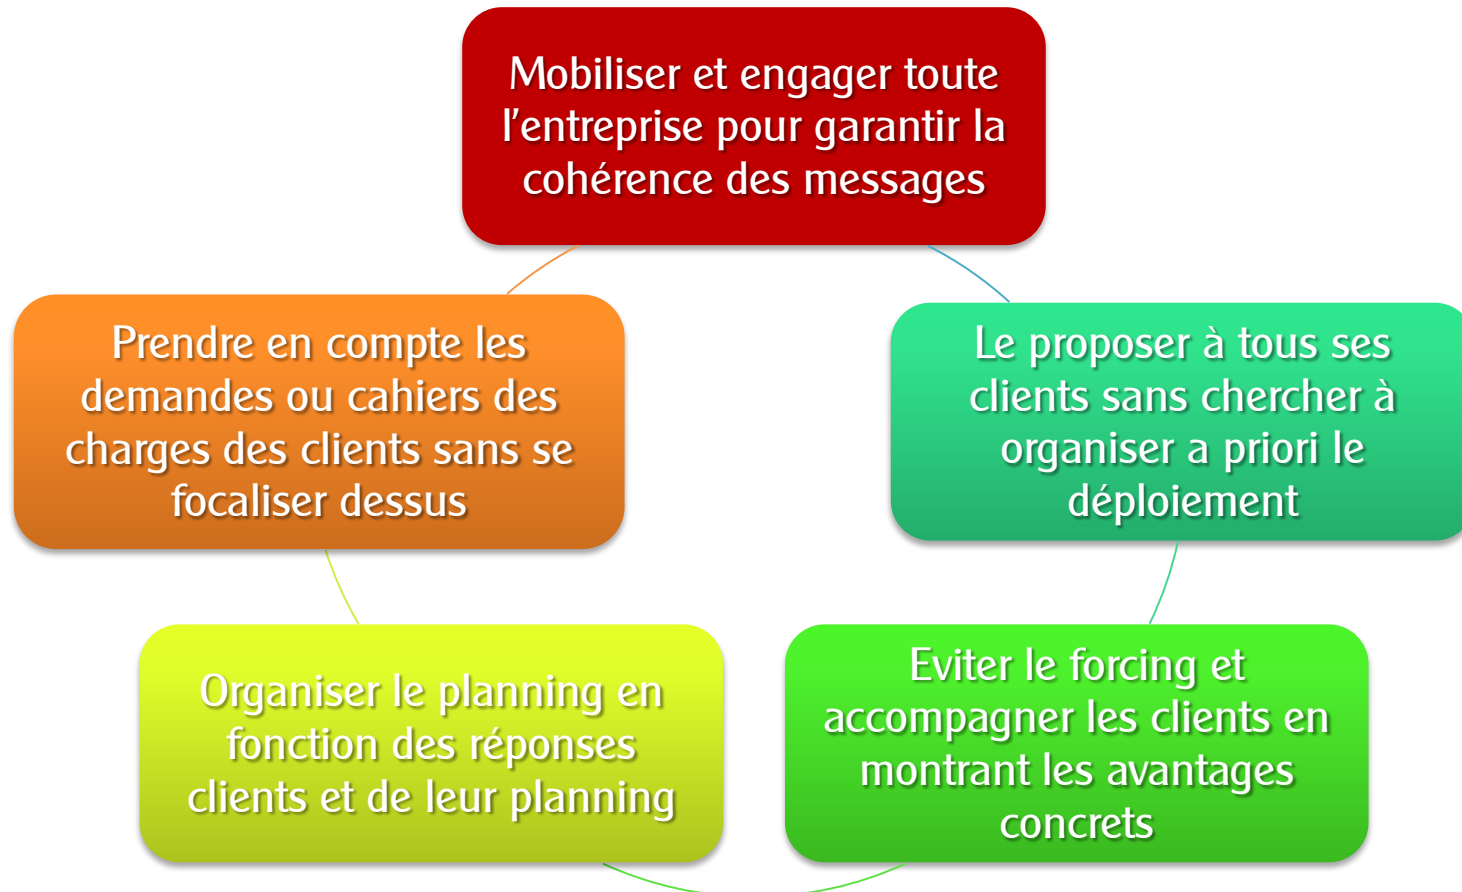 Mobiliser et engager toute
l'entreprise pour garantir la
cohérence des messages
Prendre en compte les
demandes ou cahiers des
charges des clients sans se
focaliser dessus
Le proposer à tous ses
clients sans chercher à
organiser a priori le
déploiement
Organiser le planning en
fonction des réponses
clients et de leur planning
Eviter le forcing et
accompagner les clients en
montrant les avantages
concrets